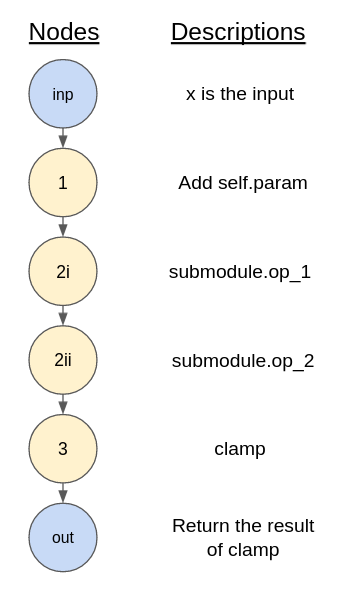 Nodes Descriptions
inp x is the input
1 Add self.param
2i submodule.op_1
2ii submodule.op_2
3 clamp
out Return the result
of clamp